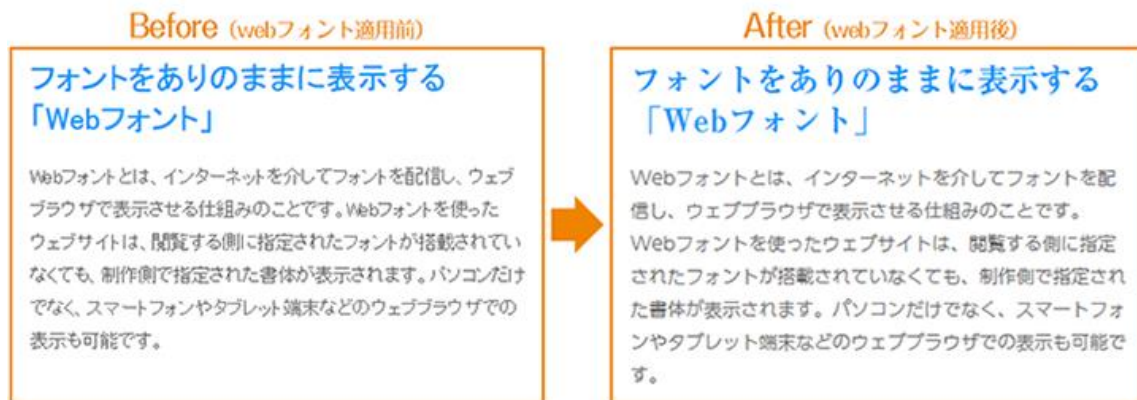 Before（webフォント適用前）
フォントをありのままに表示する
「Webフォント」
Webフォントとは、インターネットを介してフォントを配信し、ウェブ
ブラウザで表示させる仕組みのことです。Webフォントを使った
ウェブサイトは、閲覧する側に指定されたフォントが搭載されてい
なくても、制作側で指定された書体が表示されます。パソコンだけ
でなく、スマートフォンやタブレット端末などのウェブブラウザでの
表示も可能です。
After（webフォント適用後）
フォントをありのままに表示する
「Webフォント」
Webフォントとは、インターネットを介してフォントを配
信し、ウェブブラウザで表示させる仕組みのことです。
Webフォントを使ったウェブサイトは、閲覧する側に指定
されたフォントが搭載されていなくても、制作側で指定され
た書体が表示されます。パソコンだけでなく、スマートフォ
ンやタブレット端末などのウェブブラウザでの表示も可能で
す。